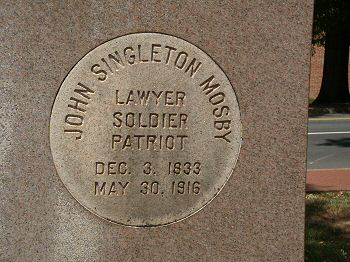 JOHN SINGLETON MOSBY
LAWYER
SOLDIER
PATRIOT
DEC. 3. 1833
MAY 30. 1916